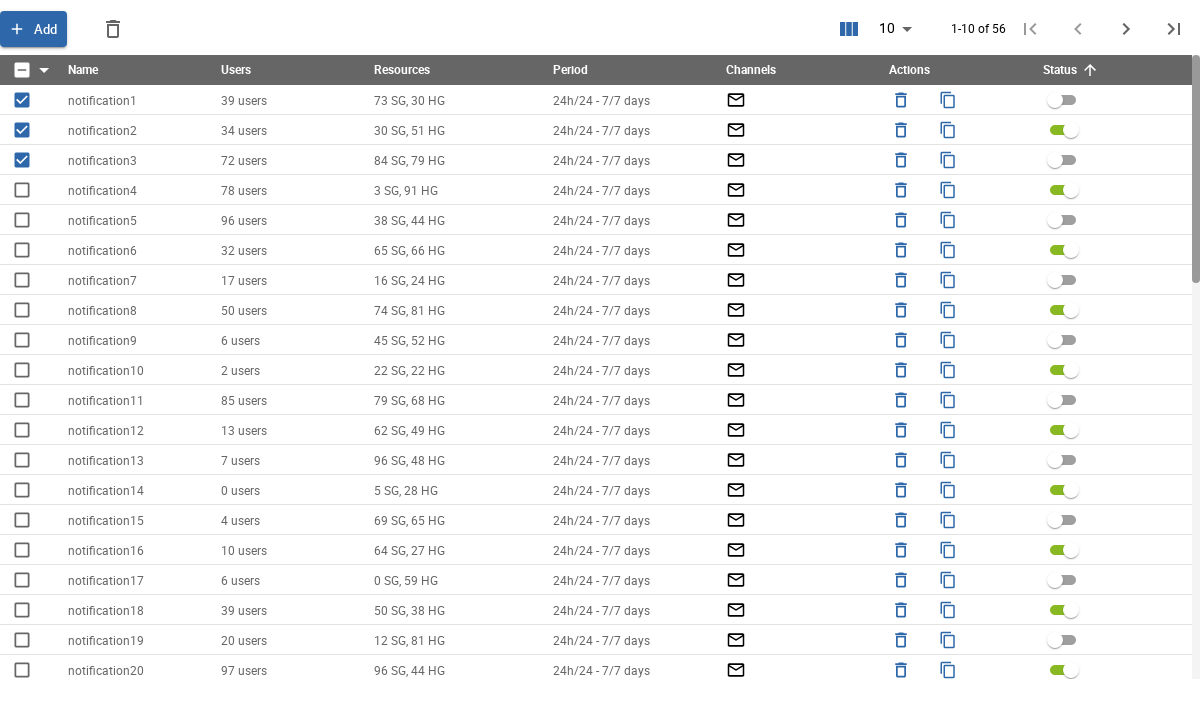 Add 10 1-10 of 56
Name Users Resources Period Channels Actions Status
notification1 39 users 73 SG, 30 HG 24h/24 - 7/7 days
notification2 34 users 30 SG, 51 HG 24h/24 - 7/7 days
notification3 72 users 84 SG, 79 HG 24h/24 - 7/7 days
notification4 78 users 3 SG, 91 HG 24h/24 - 7/7 days
notification5 96 users 38 SG, 44 HG 24h/24 - 7/7 days
notification6 32 users 65 SG, 66 HG 24h/24 - 7/7 days
notification7 17 users 16 SG, 24 HG 24h/24 - 7/7 days
notification8 50 users 74 SG, 81 HG 24h/24 - 7/7 days
notification9 6 users 45 SG, 52 HG 24h/24 - 7/7 days
notification10 2 users 22 SG, 22 HG 24h/24 - 7/7 days
notification11 85 users 79 SG, 68 HG 24h/24 - 7/7 days
notification12 13 users 62 SG, 49 HG 24h/24 - 7/7 days
notification13 7 users 96 SG, 48 HG 24h/24 - 7/7 days
notification14 0 users 5 SG, 28 HG 24h/24 - 7/7 days
notification15 4 users 69 SG, 65 HG 24h/24 - 7/7 days
notification16 10 users 64 SG, 27 HG 24h/24 - 7/7 days
notification17 6 users 0 SG, 59 HG 24h/24 - 7/7 days
notification18 39 users 50 SG, 38 HG 24h/24 - 7/7 days
notification19 20 users 12 SG, 81 HG 24h/24 - 7/7 days
notification20 97 users 96 SG, 44 HG 24h/24 - 7/7 days